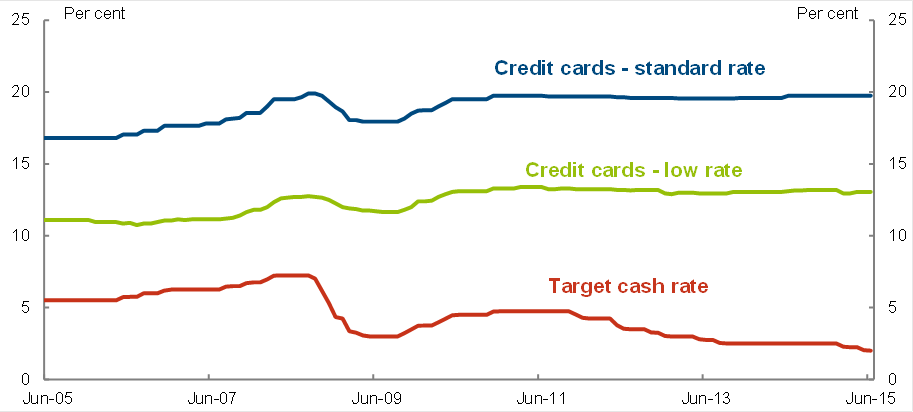 Per cent Per cent
25 25
Credit cards - standard rate
20 20
Credit cards - low rate
15 15
10 10
Target cash rate
5 5
0 0
Jun-05 Jun-07 Jun-09 Jun-11 Jun-13 Jun-15